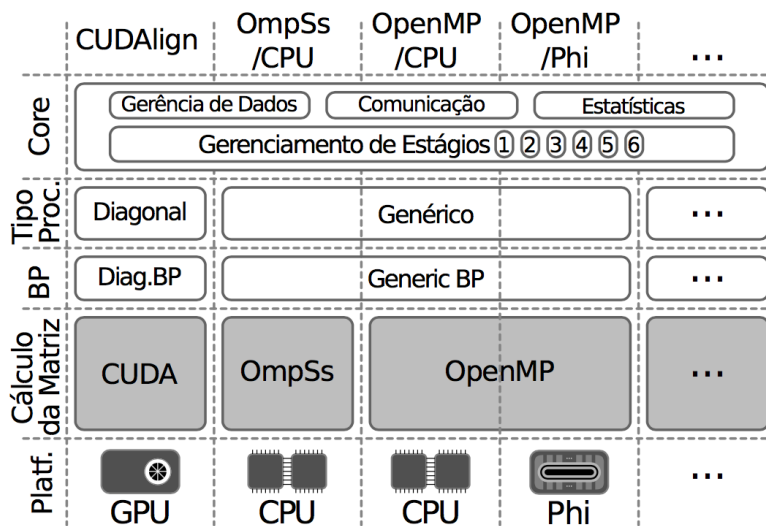 CUDAlign
OmpSs
/CPU
OpenMP
/CPU
OpenMP
/Phi
...
Core
Gerência de Dados
Comunicação
Estatísticas
Gerenciamento de Estágios 1 2 3 4 5 6
Tipo
Proc.
Diagonal
Genérico
...
BP
Diag.BP
Generic BP
...
Cálculo
da Matriz
CUDA
OmpSs
OpenMP
...
Platf.
GPU
CPU
CPU
Phi
...